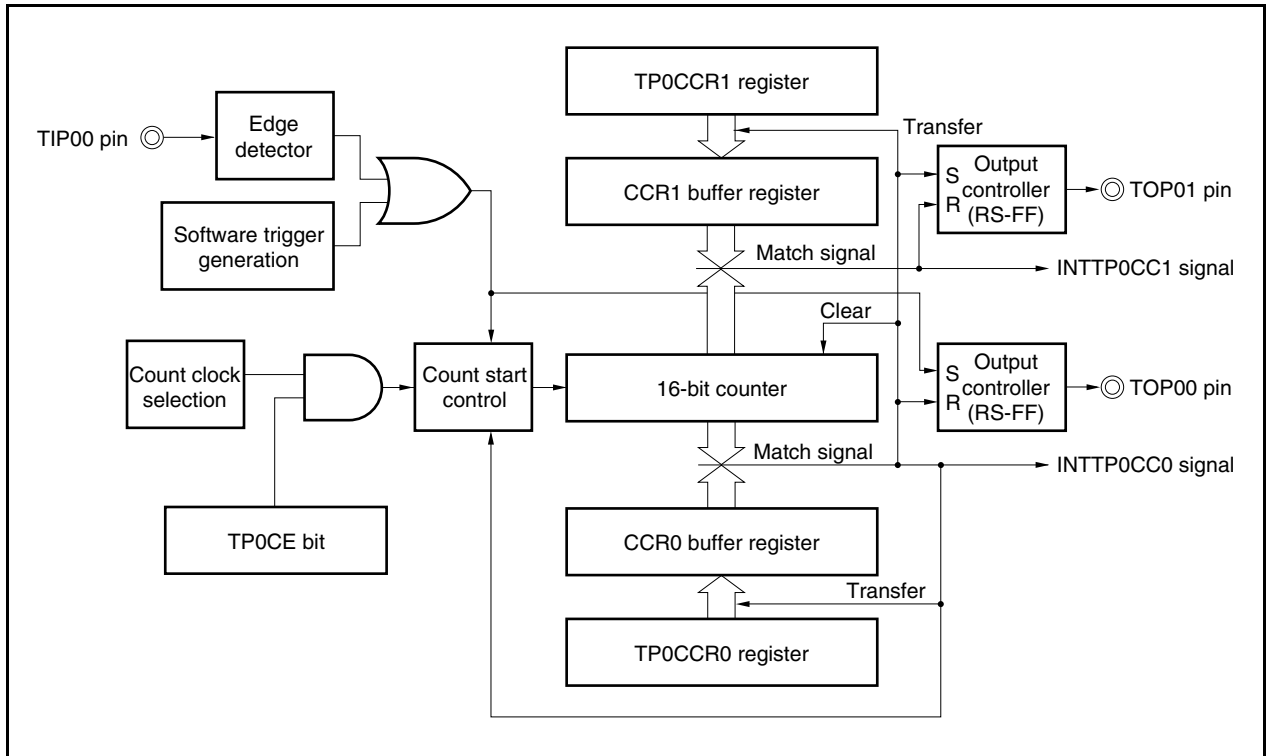 TP0CCR1 register
TIP00 pin
Edge
detector
Transfer
CCR1 buffer register
S
R
Output
controller
(RS-FF)
TOP01 pin
Software trigger
generation
Match signal
INTTP0CC1 signal
Clear
Count clock
selection
Count start
control
16-bit counter
S
R
Output
controller
(RS-FF)
TOP00 pin
Match signal
INTTP0CC0 signal
TP0CE bit
CCR0 buffer register
Transfer
TP0CCR0 register